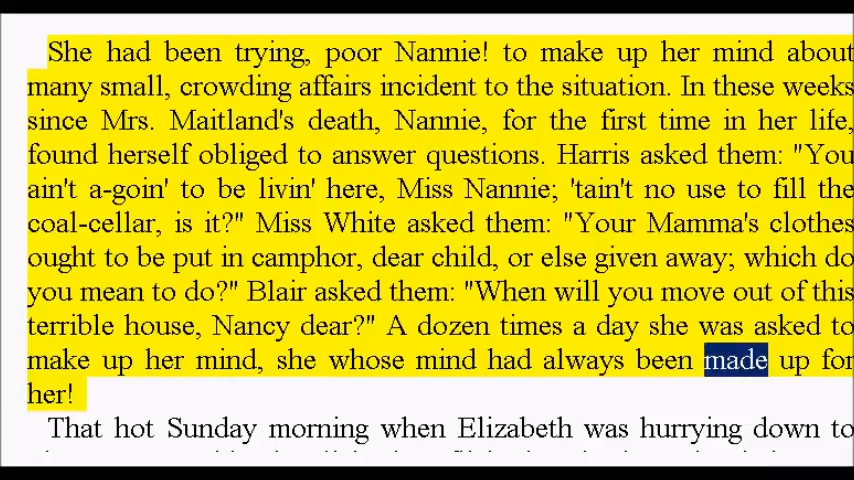 She had been trying, poor Nannie! to make up her mind about
many small, crowding affairs incident to the situation. In these weeks
since Mrs. Maitland's death, Nannie, for the first time in her life,
found herself obliged to answer questions. Harris asked them: "You
ain't a-goin' to be livin' here, Miss Nannie; 'tain't no use to fill the
coal-cellar, is it?" Miss White asked them: "Your Mamma's clothes
ought to be put in camphor, dear child, or else given away; which do
you mean to do?" Blair asked them: "When will you move out of this
terrible house, Nancy dear?" A dozen times a day she was asked to
make up her mind, she whose mind had always been made up for
her!
That hot Sunday morning when Elizabeth was hurrying down to